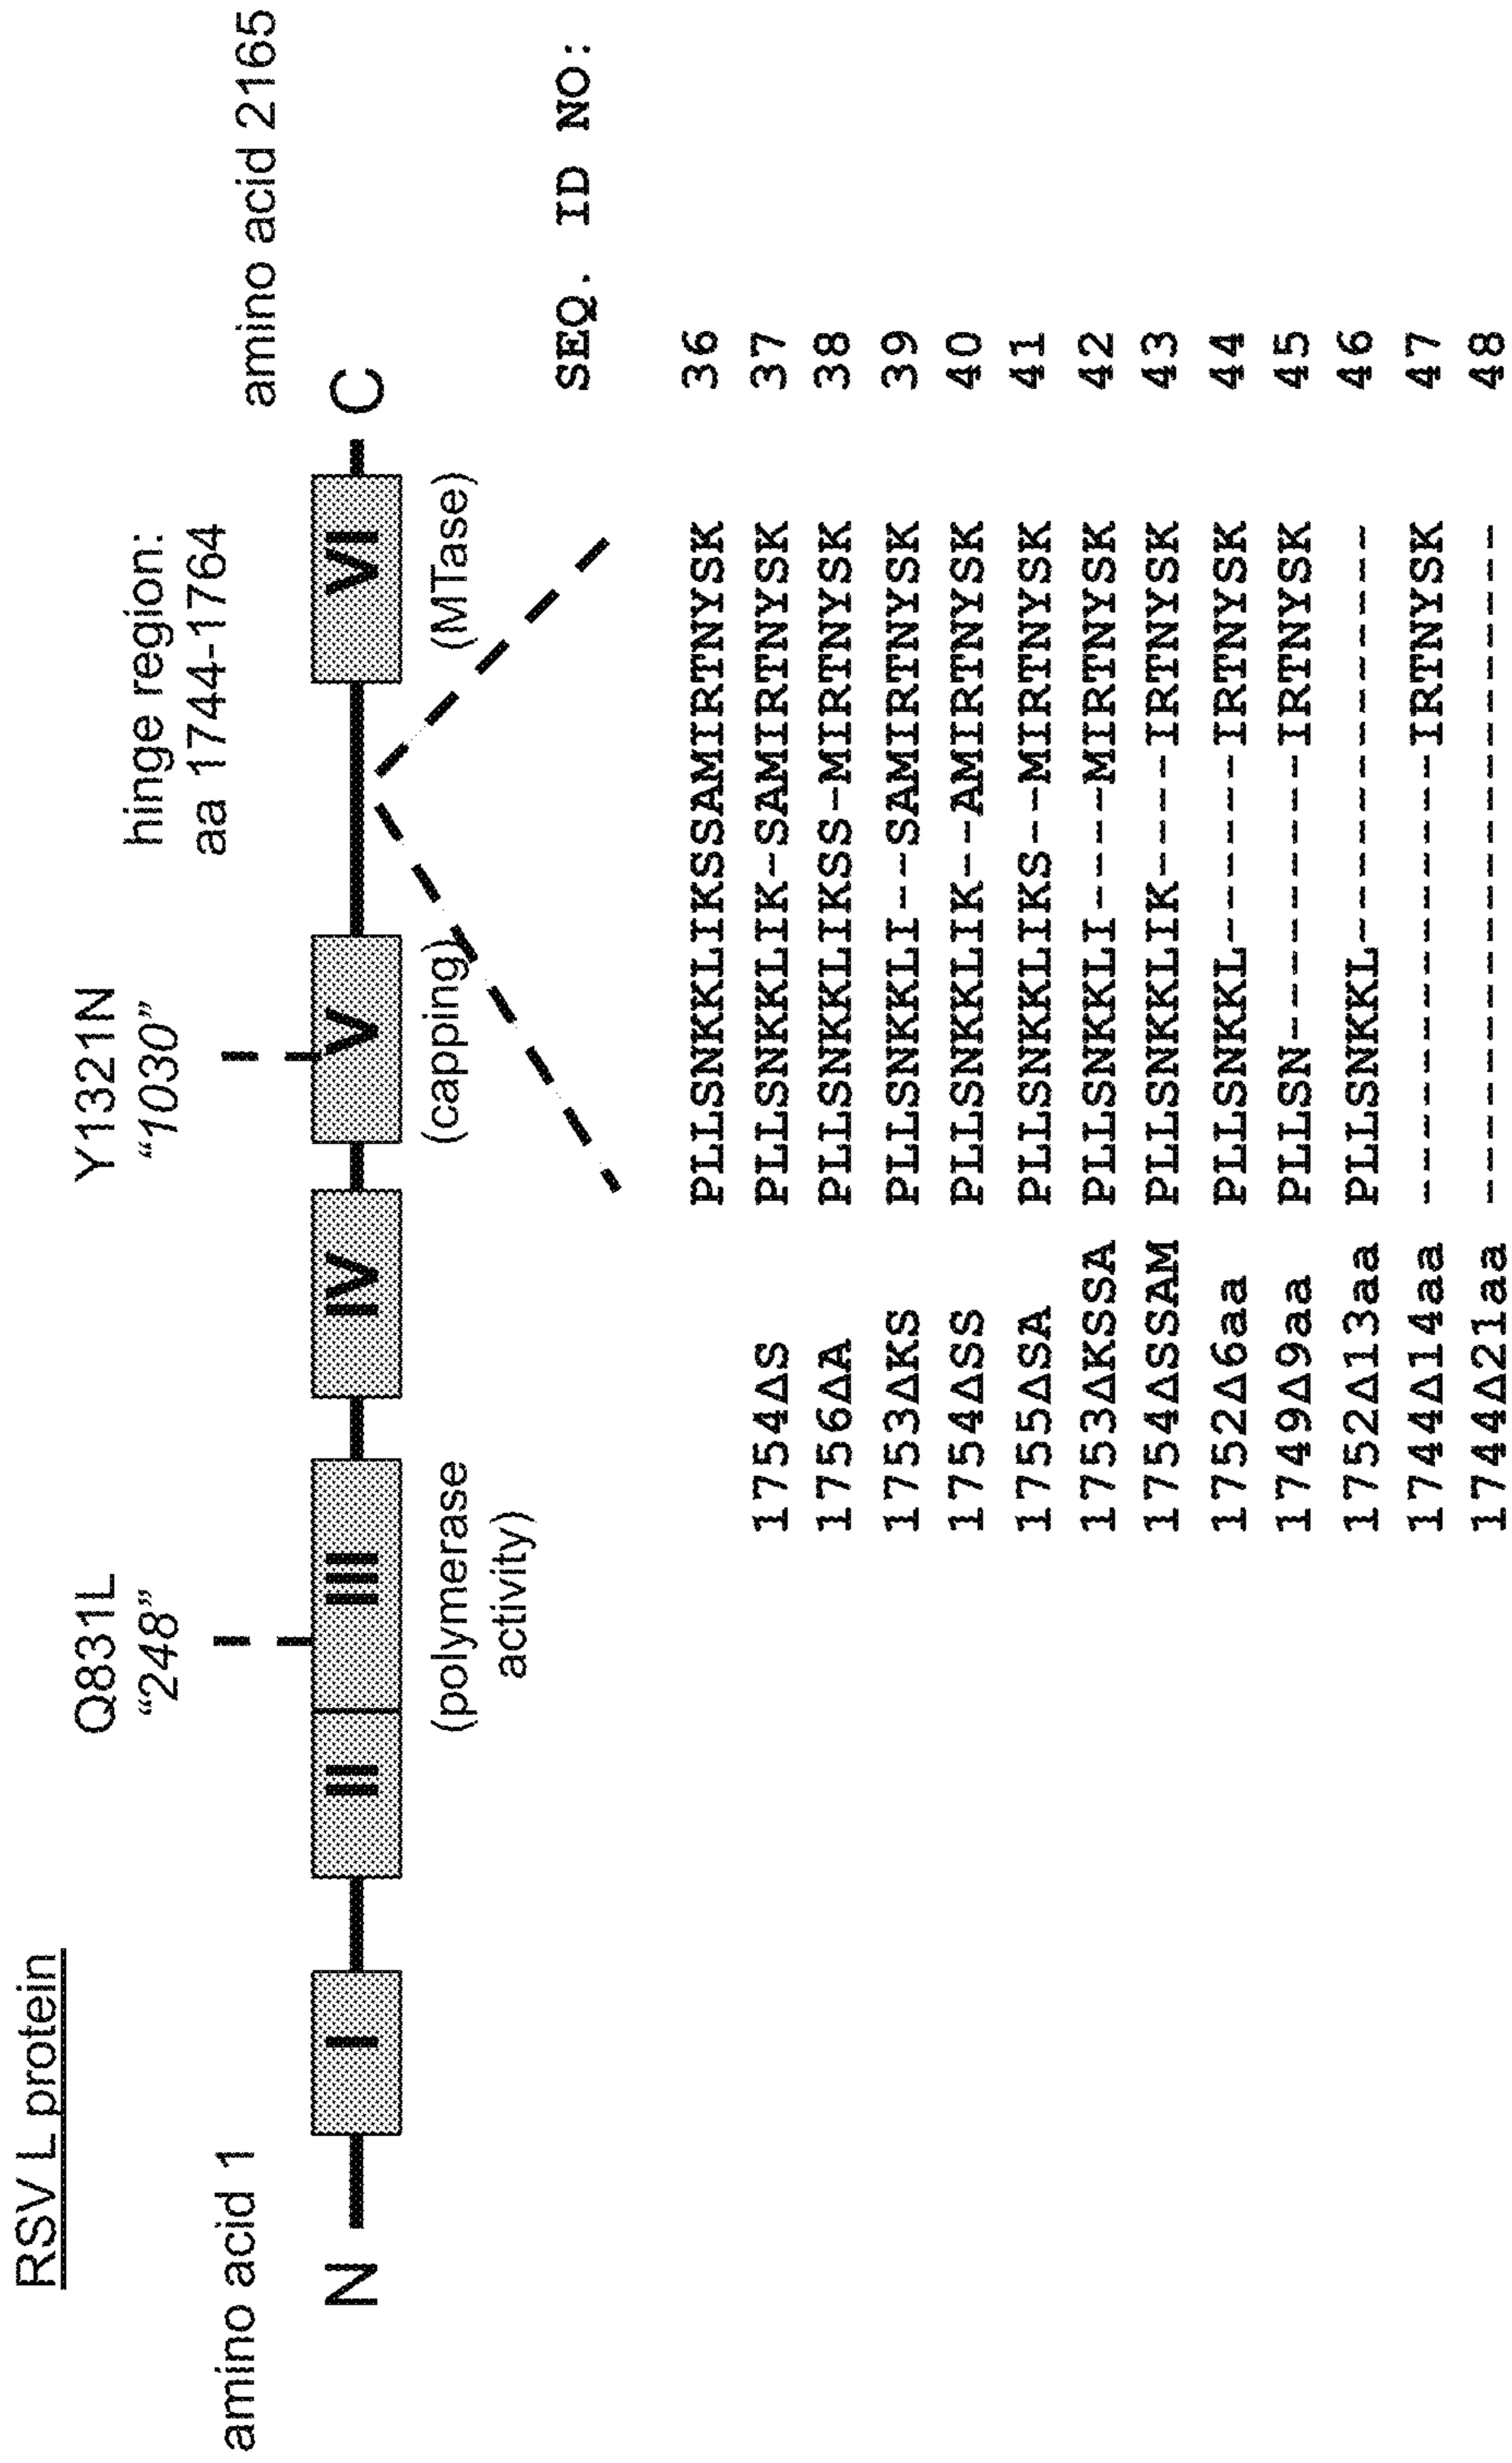 RSV L protein
amino acid 1
Q831L
“248”
Y1321N
“1030”
hinge region:
aa 1744-1764
amino acid 2165
N I II III IV V VI C
(polymerase
activity)
(capping)
(MTase)
SEQ. ID NO:
PLLSNKKLIKSSAMIRTNYSK 36
1754ΔS PLLSNKKLIK-SAMIRTNYSK 37
1756ΔA PLLSNKKLIKSS-MIRTNYSK 38
1753ΔKS PLLSNKKLI--SAMIRTNYSK 39
1754ΔSS PLLSNKKLIK--AMIRTNYSK 40
1755ΔSA PLLSNKKLIKS--MIRTNYSK 41
1753ΔKSSA PLLSNKKLI----MIRTNYSK 42
1754ΔSSAM PLLSNKKLIK----IRTNYSK 43
1752Δ6aa PLLSNKKL------IRTNYSK 44
1749Δ9aa PLLSN---------IRTNYSK 45
1752Δ13aa PLLSNKKL------------- 46
1744Δ14aa --------------IRTNYSK 47
1744Δ21aa --------------------- 48